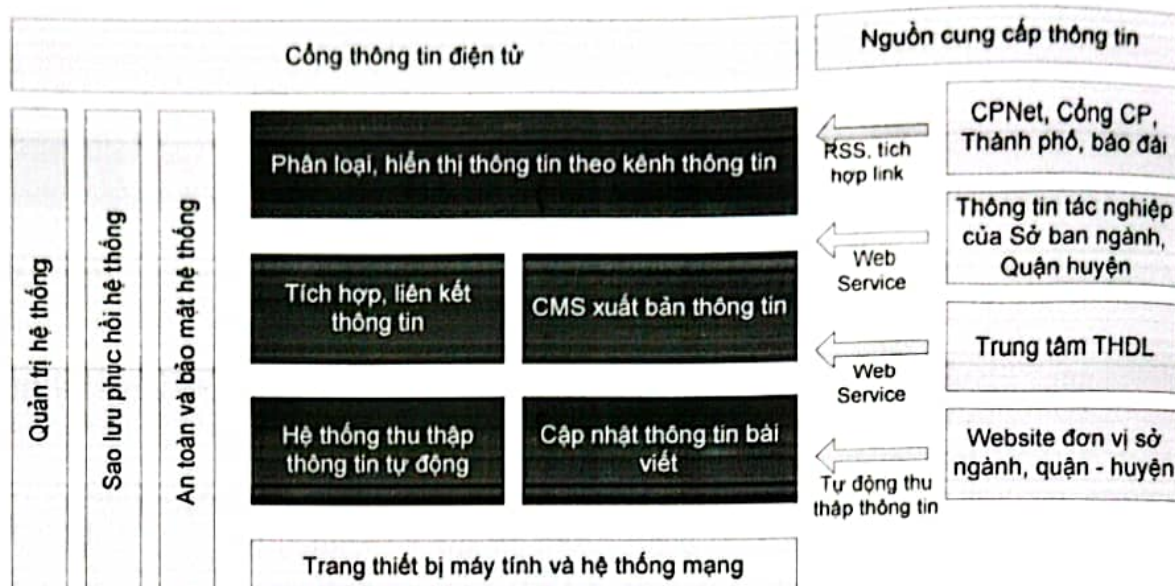 Cổng thông tin điện tử
Nguồn cung cấp thông tin
Quản trị hệ thống
Sao lưu phục hồi hệ thống
An toàn và bảo mật hệ thống
Phân loại, hiển thị thông tin theo kênh thông tin
Tích hợp, liên kết
thông tin
CMS xuất bản thông tin
Hệ thống thu thập
thông tin tự động
Cập nhật thông tin bài
viết
Trang thiết bị máy tính và hệ thống mạng
RSS, tích
hợp link
CPNet, Cổng CP,
Thành phố, báo đài
Web
Service
Thông tin tác nghiệp
của Sở ban ngành,
Quận huyện
Web
Service
Trung tâm THDL
Tự động thu
thập thông tin
Website đơn vị sở
ngành, quận - huyện